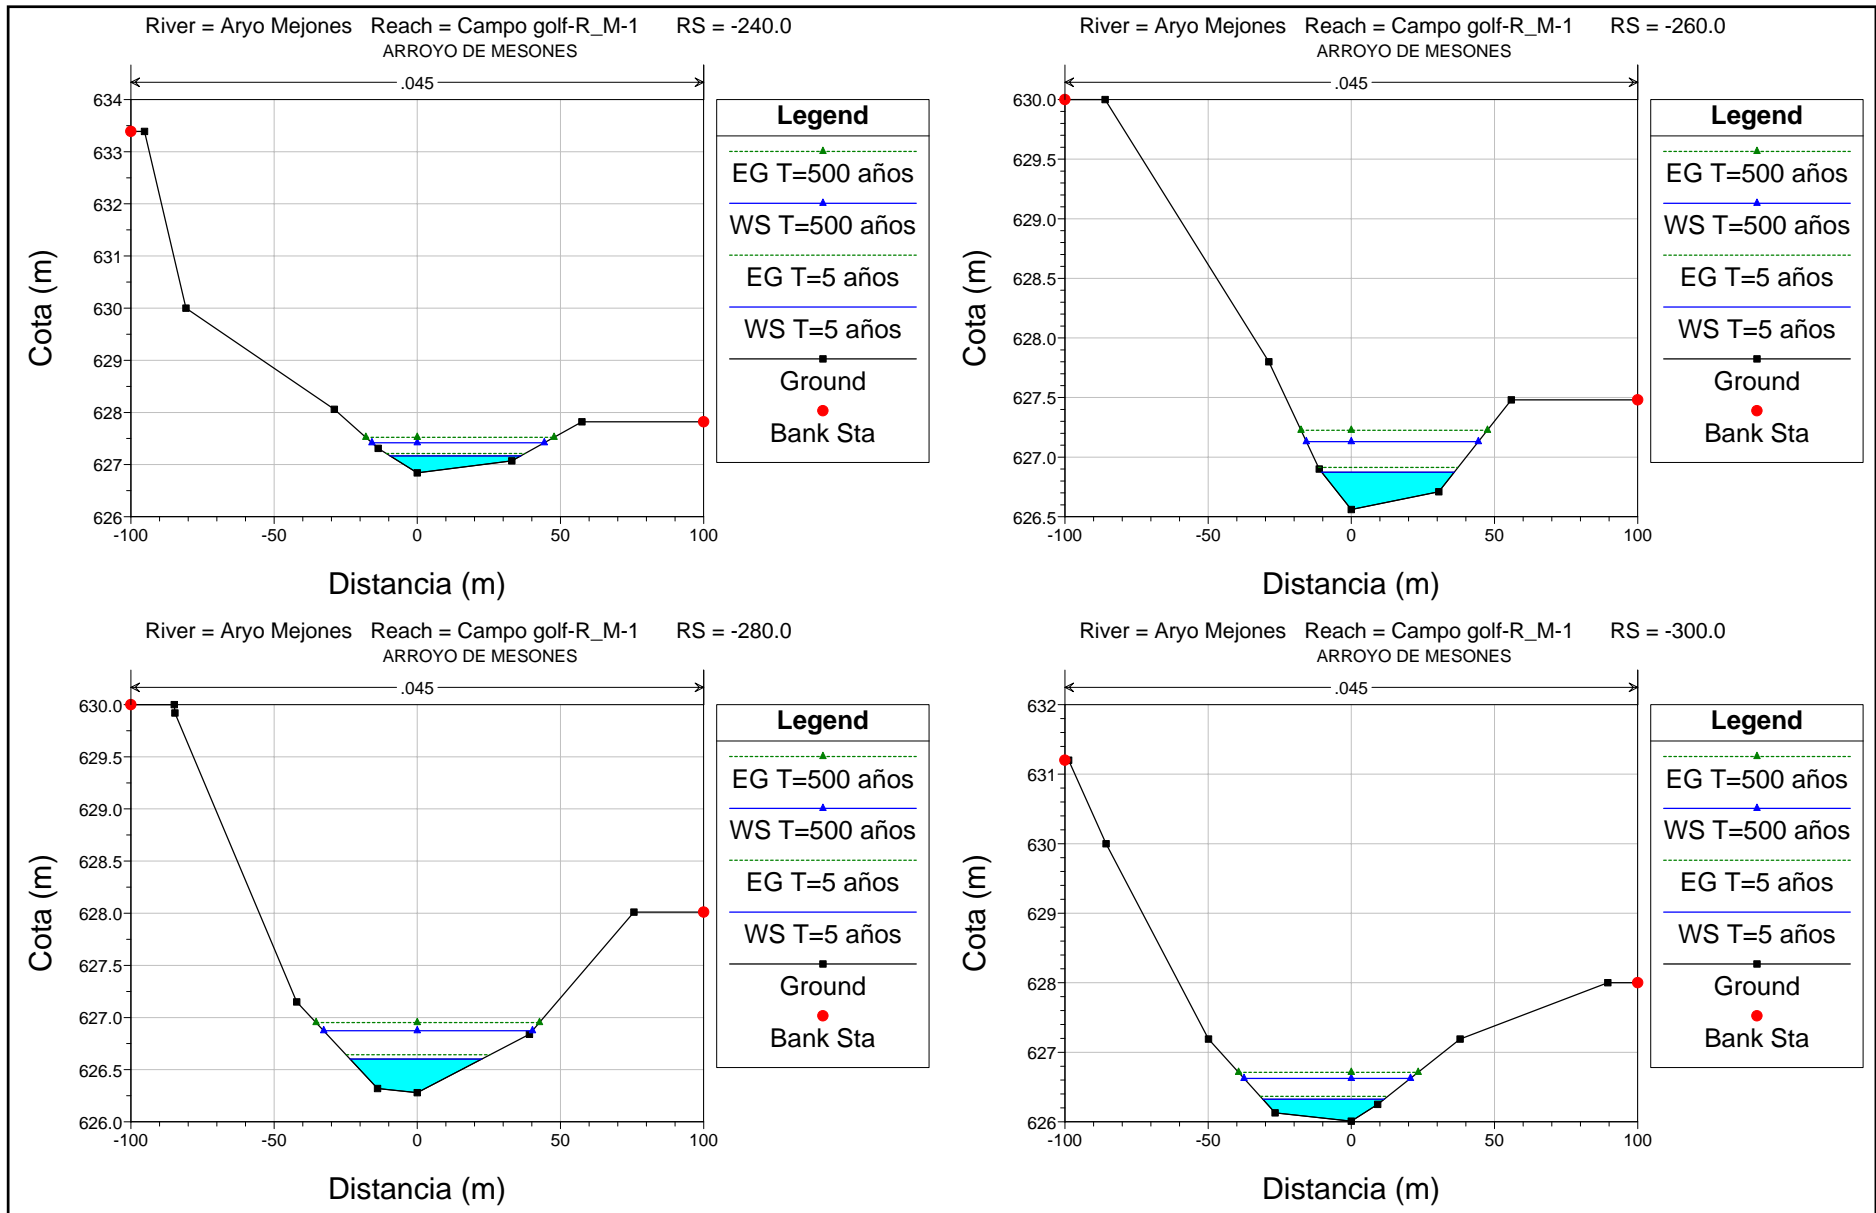 River = Aryo Mejones Reach = Campo golf-R_M-1 RS = -240.0
ARROYO DE MESONES
.045
634
633
632
631
630
629
628
627
626
-100
-50
0
50
100
Cota (m)
Distancia (m)
Legend
EG T=500 años
WS T=500 años
EG T=5 años
WS T=5 años
Ground
Bank Sta
River = Aryo Mejones Reach = Campo golf-R_M-1 RS = -260.0
ARROYO DE MESONES
.045
630.0
629.5
629.0
628.5
628.0
627.5
627.0
626.5
-100
-50
0
50
100
Cota (m)
Distancia (m)
Legend
EG T=500 años
WS T=500 años
EG T=5 años
WS T=5 años
Ground
Bank Sta
River = Aryo Mejones Reach = Campo golf-R_M-1 RS = -280.0
ARROYO DE MESONES
.045
630.0
629.5
629.0
628.5
628.0
627.5
627.0
626.5
626.0
-100
-50
0
50
100
Cota (m)
Distancia (m)
Legend
EG T=500 años
WS T=500 años
EG T=5 años
WS T=5 años
Ground
Bank Sta
River = Aryo Mejones Reach = Campo golf-R_M-1 RS = -300.0
ARROYO DE MESONES
.045
632
631
630
629
628
627
626
-100
-50
0
50
100
Cota (m)
Distancia (m)
Legend
EG T=500 años
WS T=500 años
EG T=5 años
WS T=5 años
Ground
Bank Sta